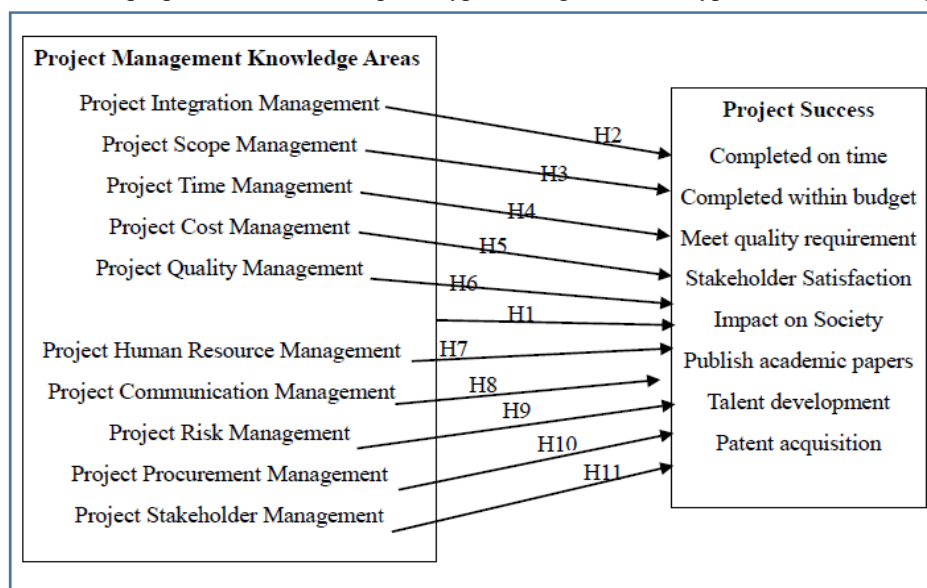 Project Management Knowledge Areas
Project Integration Management
Project Scope Management
Project Time Management
Project Cost Management
Project Quality Management
Project Human Resource Management
Project Communication Management
Project Risk Management
Project Procurement Management
Project Stakeholder Management
H2
H3
H4
H5
H6
H1
H7
H8
H9
H10
H11
Project Success
Completed on time
Completed within budget
Meet quality requirement
Stakeholder Satisfaction
Impact on Society
Publish academic papers
Talent development
Patent acquisition